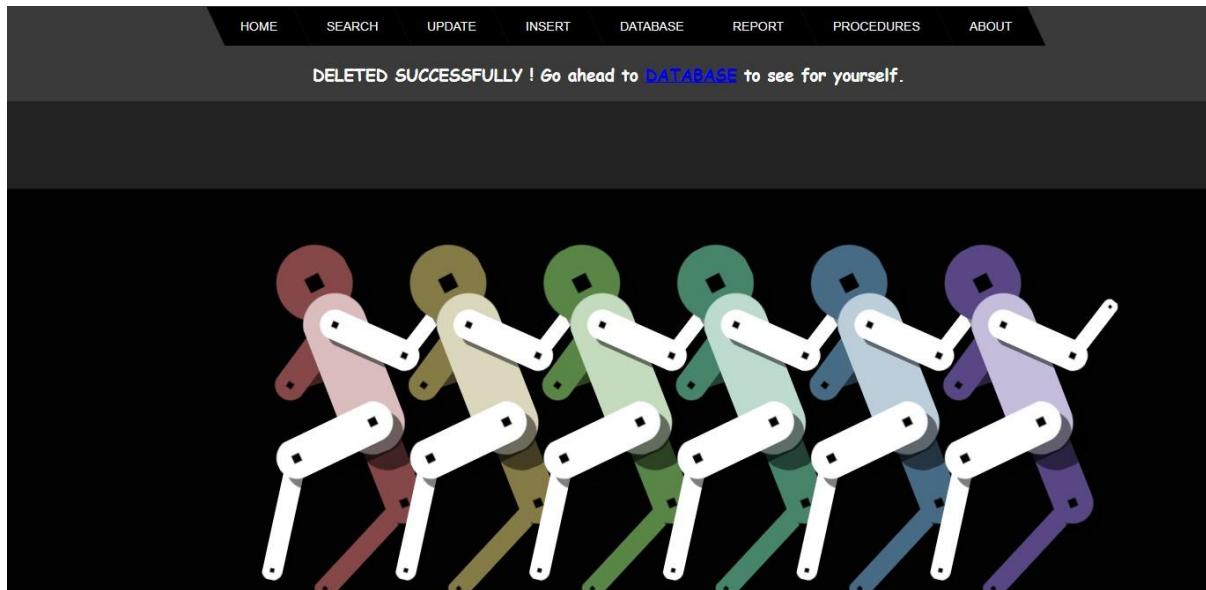 HOME SEARCH UPDATE INSERT DATABASE REPORT PROCEDURES ABOUT
DELETED SUCCESSFULLY ! Go ahead to DATABASE to see for yourself.